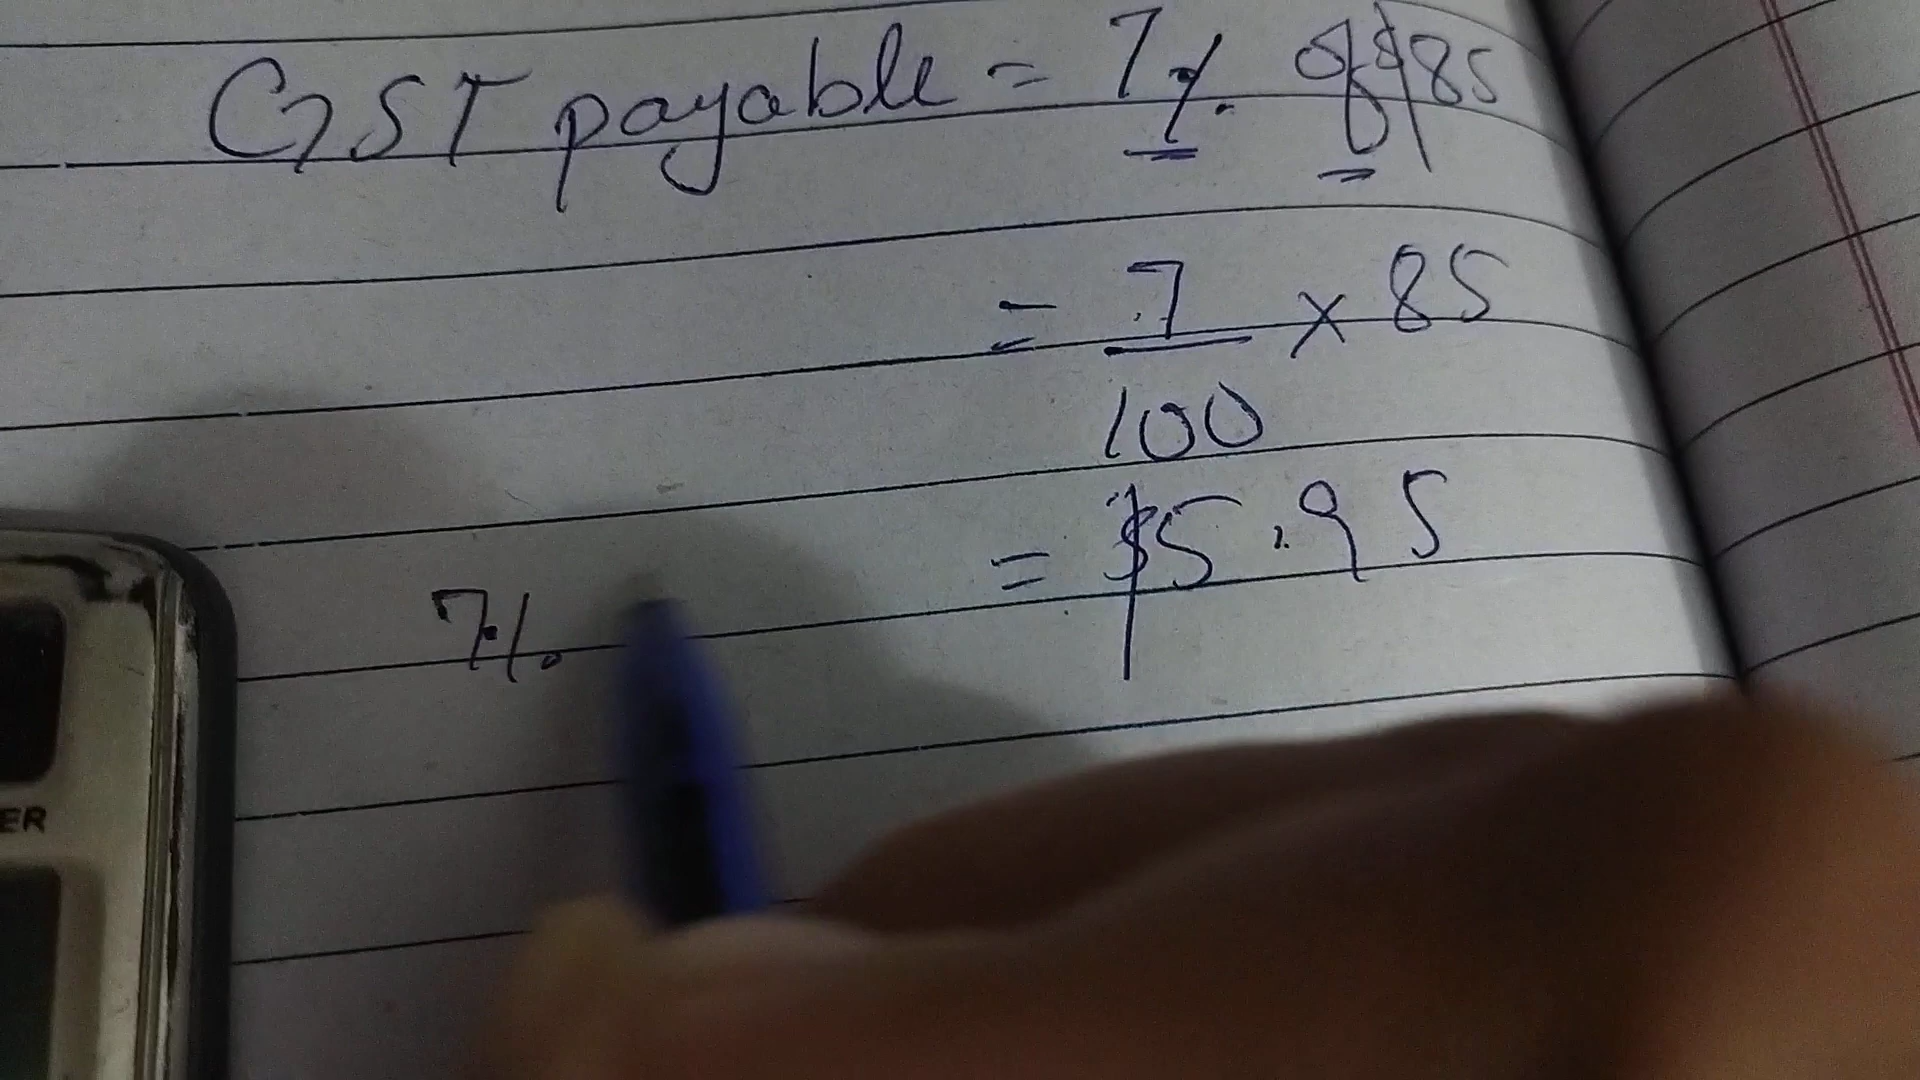 GST payable = 7% of $85
= 7/100 × 85
= $5.95
7%
ER